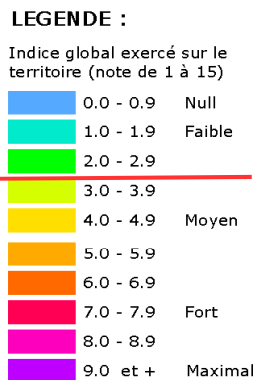 LEGENDE :
Indice global exercé sur le
territoire (note de 1 à 15)
0.0 - 0.9 Null
1.0 - 1.9 Faible
2.0 - 2.9
3.0 - 3.9
4.0 - 4.9 Moyen
5.0 - 5.9
6.0 - 6.9
7.0 - 7.9 Fort
8.0 - 8.9
9.0 et + Maximal